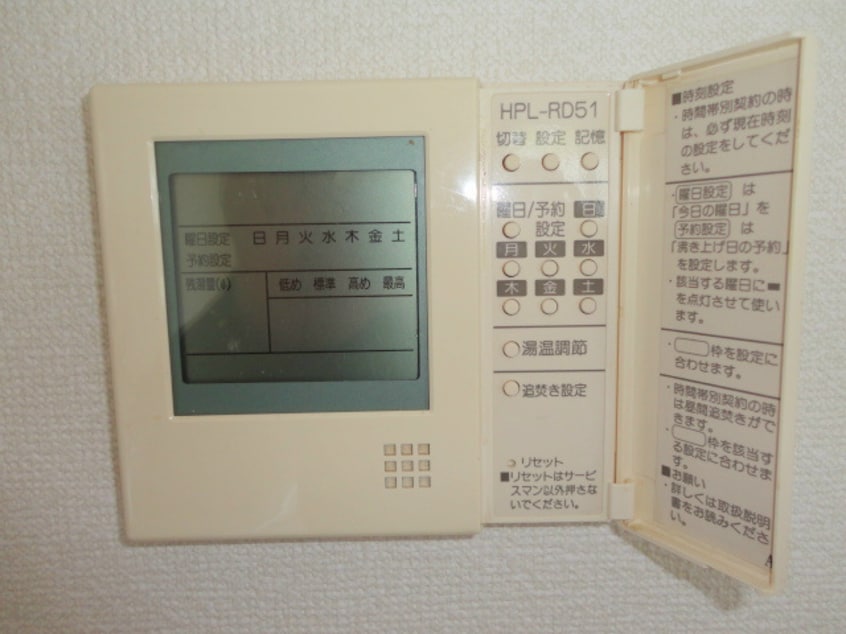 曜日設定 日 月 火 水 木 金 土
予約設定
残湯量(ℓ) 低め 標準 高め 最高
HPL-RD51
切替 設定 記憶
曜日/予約 日
設定
月 火 水
木 金 土
湯温調節
追焚き設定
リセット
■リセットはサービ
スマン以外押さな
いでください。
■時刻設定
・時間帯別契約の時
は、必ず現在時刻
の設定をしてくだ
さい。
・曜日設定 は
「今日の曜日」を
予約設定 は
「沸き上げ日の予約」
を設定します。
・該当する曜日に▬
を点灯させて使い
ます。
・ 枠を設定に
合わせます。
・時間帯別契約の時
は昼間追焚きがで
きます。
・ 枠を該当す
る設定に合わせま
す。
■お願い
・詳しくは取扱説明
書をお読みくださ
い。
A